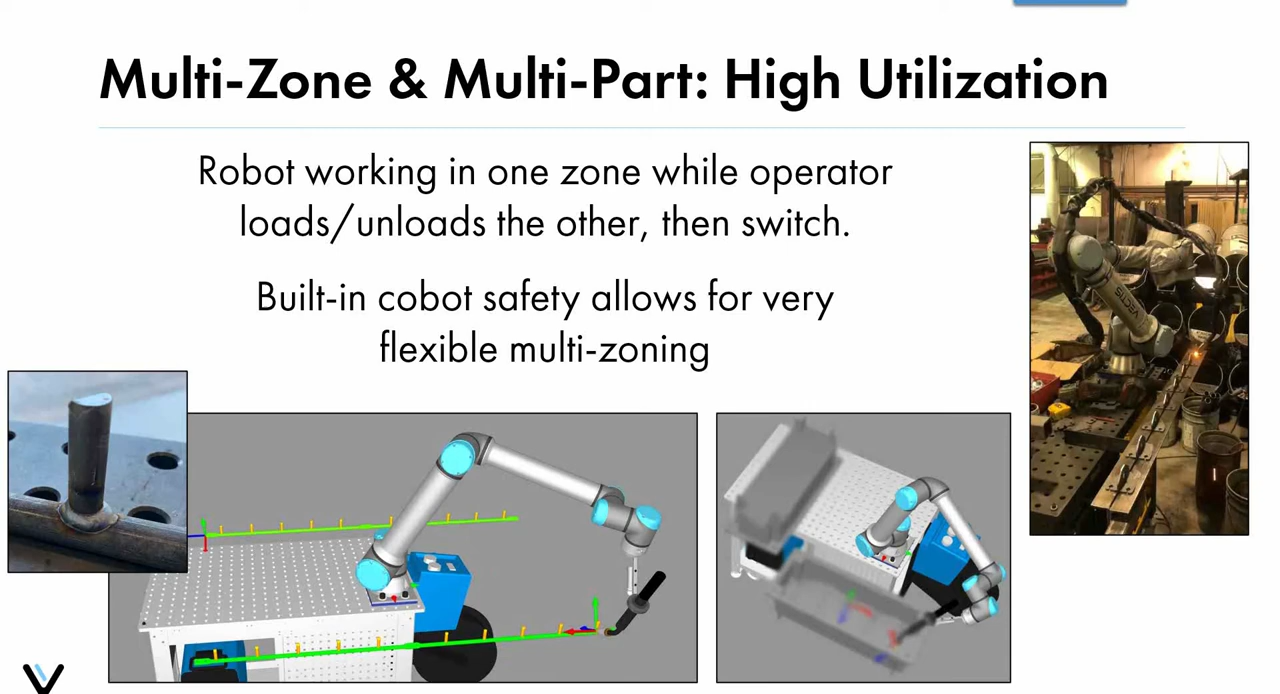 Multi-Zone & Multi-Part: High Utilization
Robot working in one zone while operator
loads/unloads the other, then switch.
Built-in cobot safety allows for very
flexible multi-zoning
VECTIS